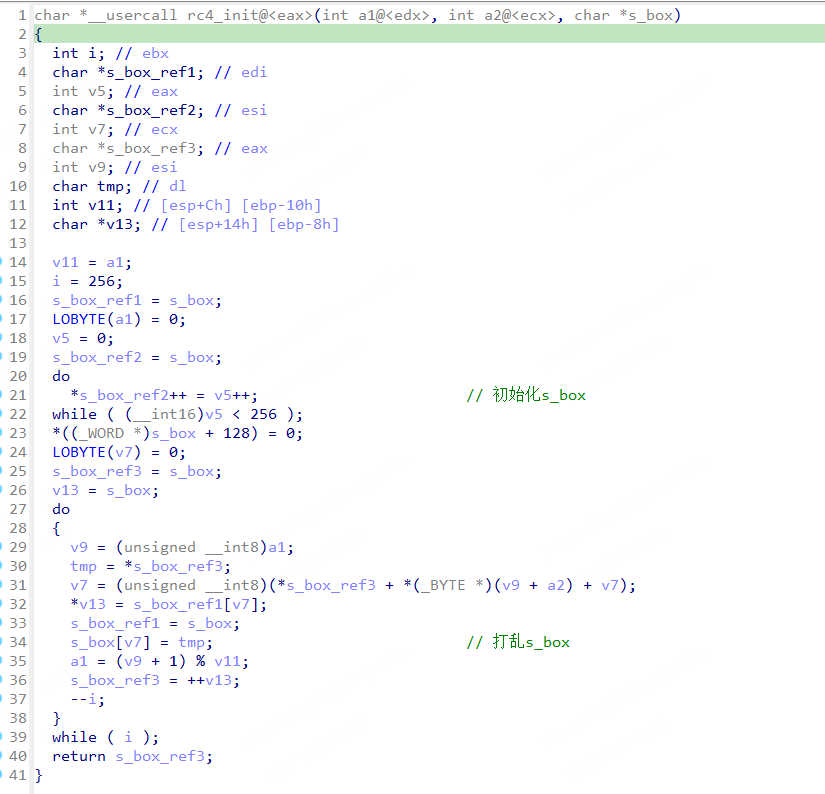 1 char *__usercall rc4_init@<eax>(int a1@<edx>, int a2@<ecx>, char *s_box)
2 {
3 int i; // ebx
4 char *s_box_ref1; // edi
5 int v5; // eax
6 char *s_box_ref2; // esi
7 int v7; // ecx
8 char *s_box_ref3; // eax
9 int v9; // esi
10 char tmp; // dl
11 int v11; // [esp+Ch] [ebp-10h]
12 char *v13; // [esp+14h] [ebp-8h]
13
14 v11 = a1;
15 i = 256;
16 s_box_ref1 = s_box;
17 LOBYTE(a1) = 0;
18 v5 = 0;
19 s_box_ref2 = s_box;
20 do
21 *s_box_ref2++ = v5++; // 初始化s_box
22 while ( (__int16)v5 < 256 );
23 *((_WORD *)s_box + 128) = 0;
24 LOBYTE(v7) = 0;
25 s_box_ref3 = s_box;
26 v13 = s_box;
27 do
28 {
29 v9 = (unsigned __int8)a1;
30 tmp = *s_box_ref3;
31 v7 = (unsigned __int8)(*s_box_ref3 + *(_BYTE *)(v9 + a2) + v7);
32 *v13 = s_box_ref1[v7];
33 s_box_ref1 = s_box;
34 s_box[v7] = tmp; // 打乱s_box
35 a1 = (v9 + 1) % v11;
36 s_box_ref3 = ++v13;
37 --i;
38 }
39 while ( i );
40 return s_box_ref3;
41 }